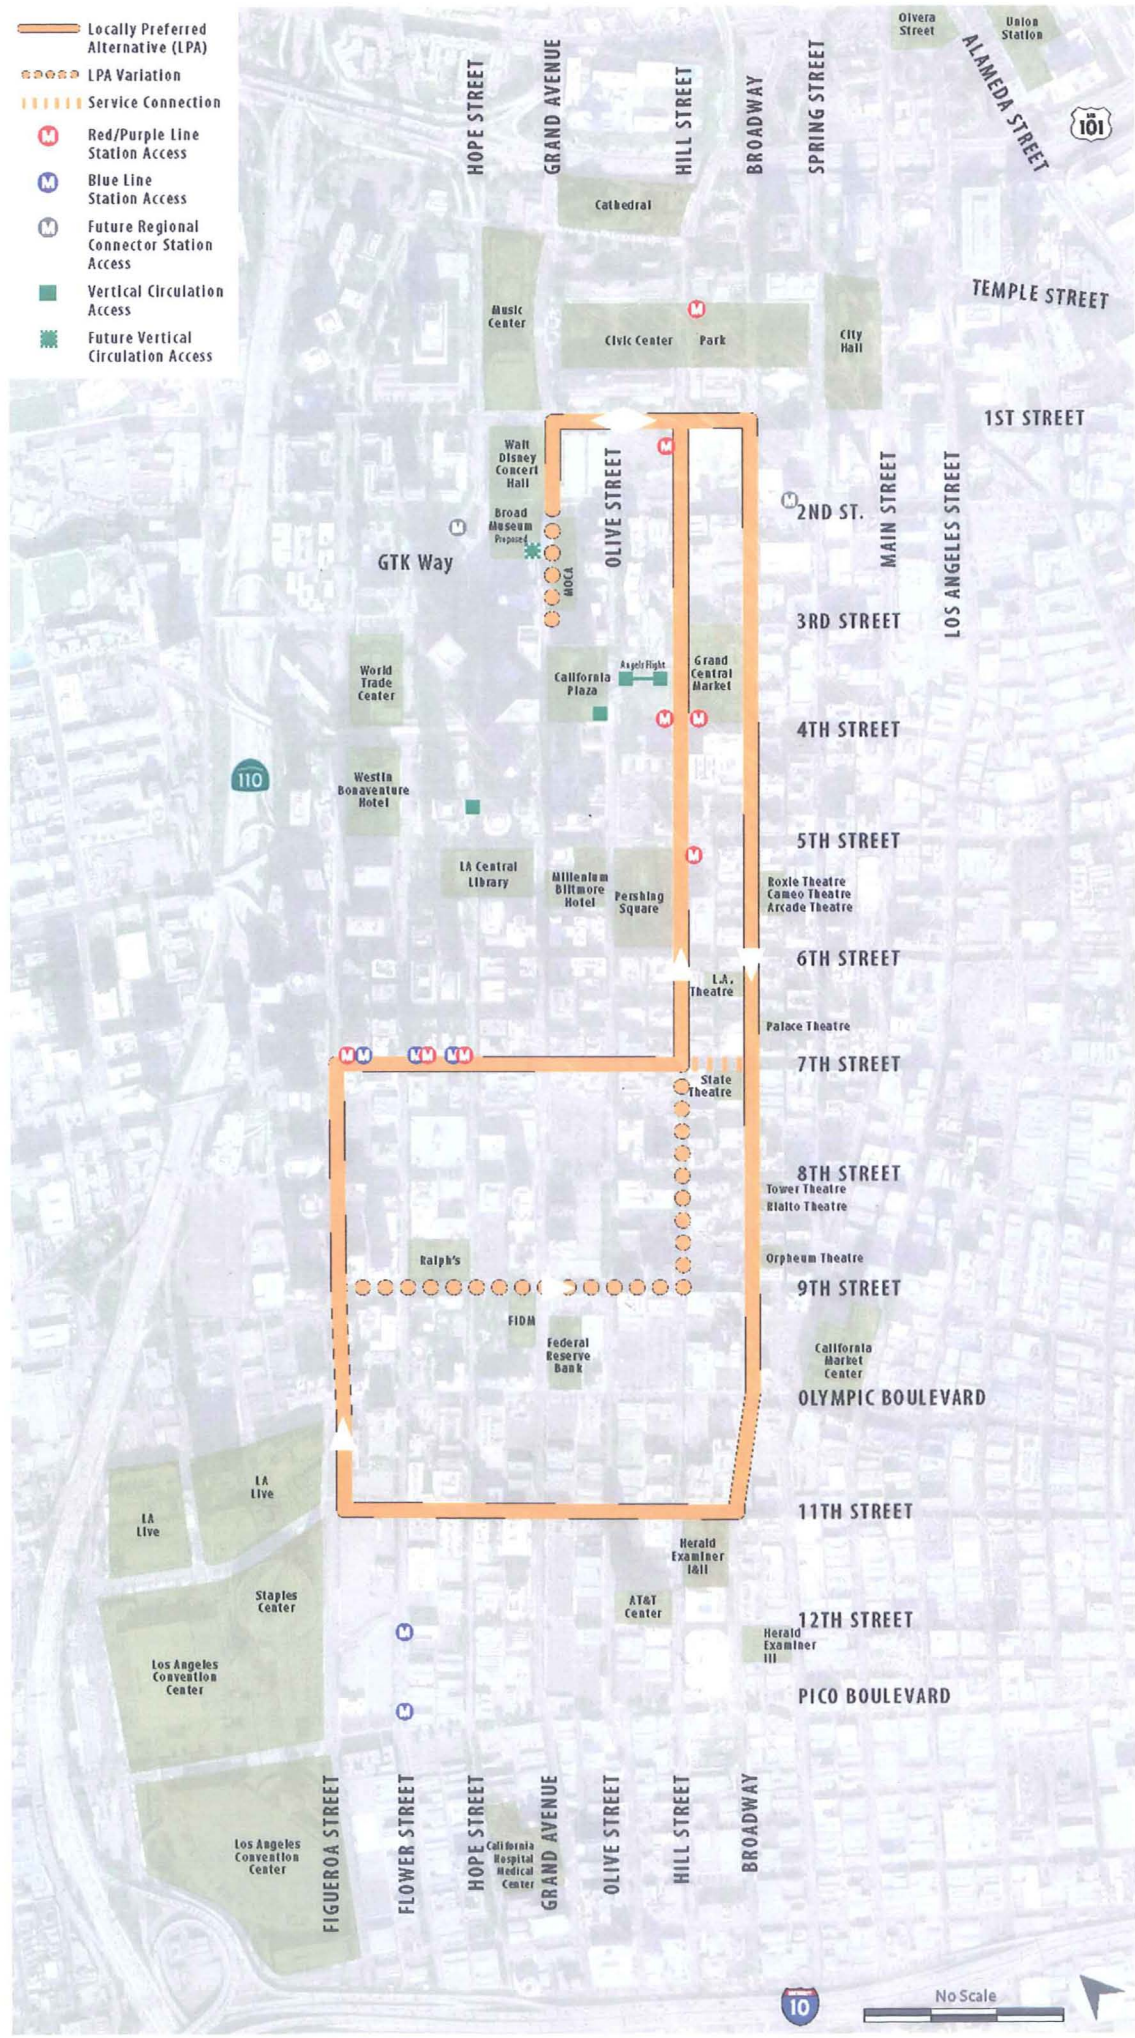 Locally Preferred
Alternative (LPA)
LPA Variation
Service Connection
M
Red/Purple Line
Station Access
M
Blue Line
Station Access
M
Future Regional
Connector Station
Access
Vertical Circulation
Access
Future Vertical
Circulation Access
HOPE STREET
GRAND AVENUE
HILL STREET
BROADWAY
SPRING STREET
Olvera
Street
Union
Station
ALAMEDA STREET
US
101
Cathedral
TEMPLE STREET
Music
Center
M
Civic Center Park
City
Hall
1ST STREET
Walt
Disney
Concert
Hall
M
OLIVE STREET
MAIN STREET
LOS ANGELES STREET
M
2ND ST.
Broad
Museum
Proposed
M
GTK Way
MOCA
3RD STREET
World
Trade
Center
California
Plaza
Angels Flight
Grand
Central
Market
M
M
4TH STREET
110
Westin
Bonaventure
Hotel
5TH STREET
M
LA Central
Library
Millenium
Biltmore
Hotel
Pershing
Square
Roxie Theatre
Cameo Theatre
Arcade Theatre
6TH STREET
L.A.
Theatre
Palace Theatre
M M M M M M
7TH STREET
State
Theatre
8TH STREET
Tower Theatre
Rialto Theatre
Ralph's
Orpheum Theatre
9TH STREET
FIDM
Federal
Reserve
Bank
California
Market
Center
OLYMPIC BOULEVARD
LA
Live
LA
Live
11TH STREET
Herald
Examiner
I&II
Staples
Center
AT&T
Center
12TH STREET
M
Herald
Examiner
III
Los Angeles
Convention
Center
PICO BOULEVARD
M
FIGUEROA STREET
FLOWER STREET
HOPE STREET
GRAND AVENUE
OLIVE STREET
HILL STREET
BROADWAY
Los Angeles
Convention
Center
California
Hospital
Medical
Center
10
No Scale